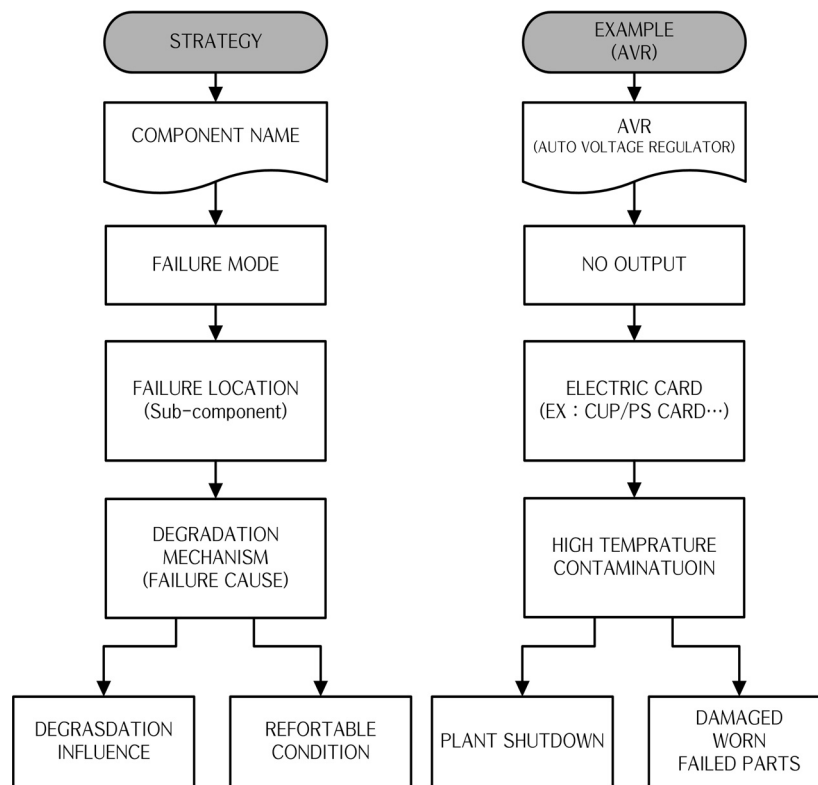 STRATEGY
COMPONENT NAME
FAILURE MODE
FAILURE LOCATION
(Sub-component)
DEGRADATION
MECHANISM
(FAILURE CAUSE)
DEGRASDATION
INFLUENCE
REFORTABLE
CONDITION
EXAMPLE
(AVR)
AVR
(AUTO VOLTAGE REGULATOR)
NO OUTPUT
ELECTRIC CARD
(EX : CUP/PS CARD…)
HIGH TEMPRATURE
CONTAMINATUOIN
PLANT SHUTDOWN
DAMAGED
WORN
FAILED PARTS